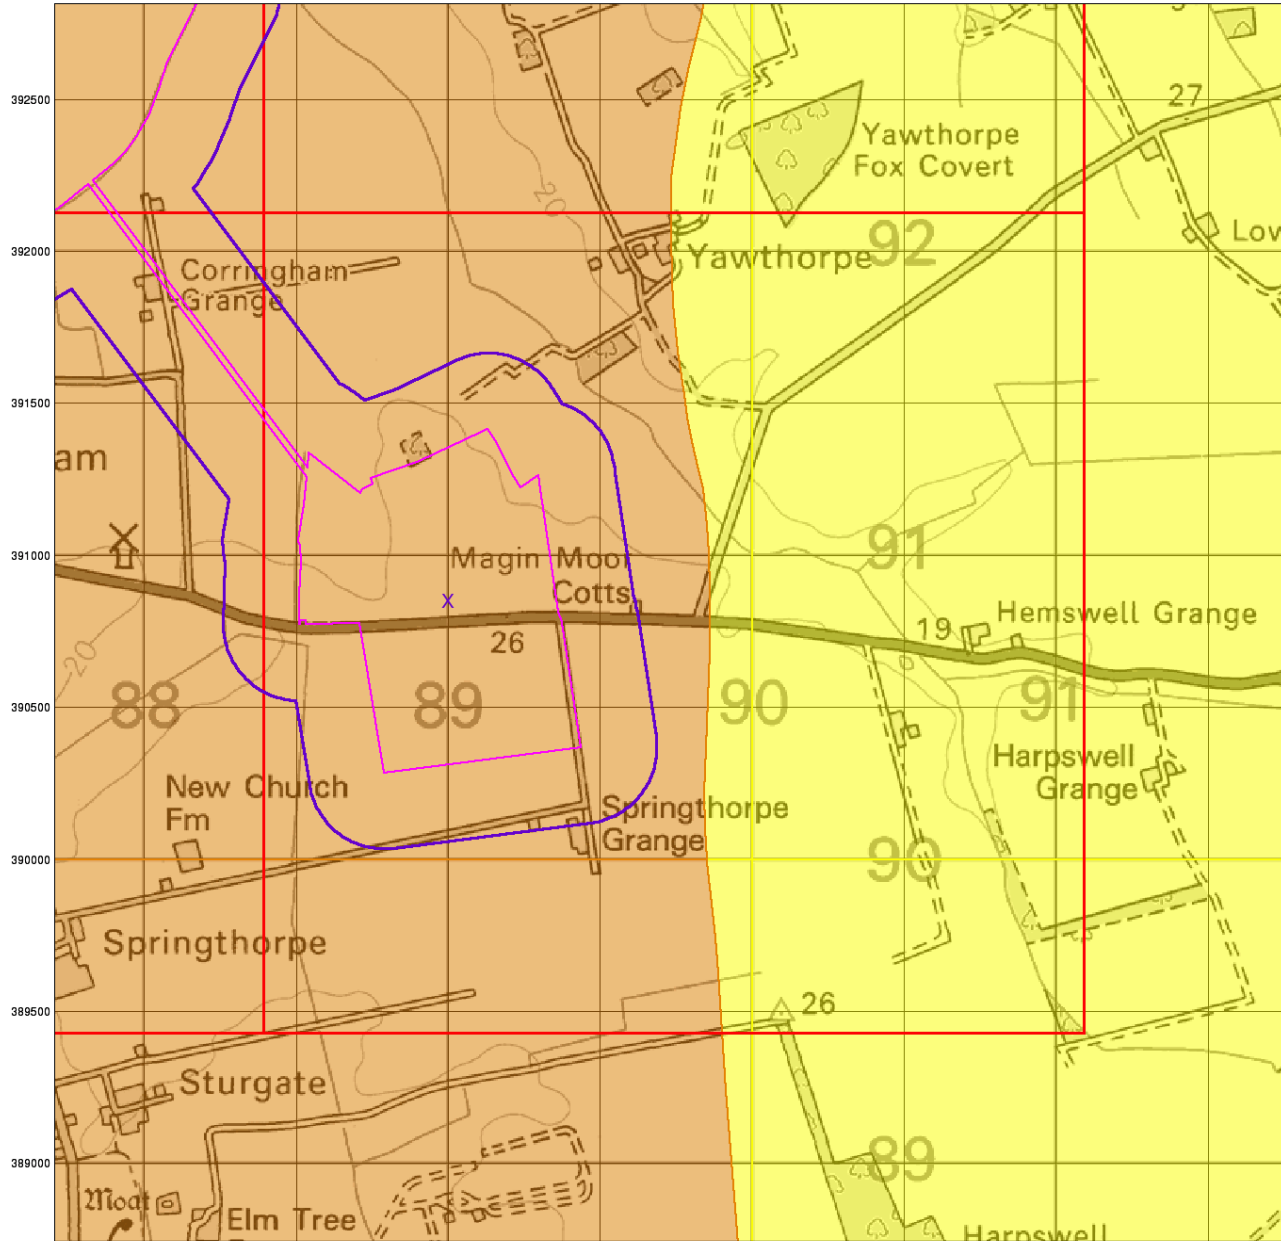 392500
27
Yawthorpe
Fox Covert
20
92
392000
Yawthorpe
Low
Corringham
Grange
391500
am
391000
91
Magin Moor
Cotts
X
26
19
Hemswell Grange
20
390500
88
89
90
91
Harpswell
Grange
New Church
Fm
Springthorpe
Grange
390000
90
Springthorpe
389500
26
Sturgate
389000
89
Moat
Elm Tree
Harpswell